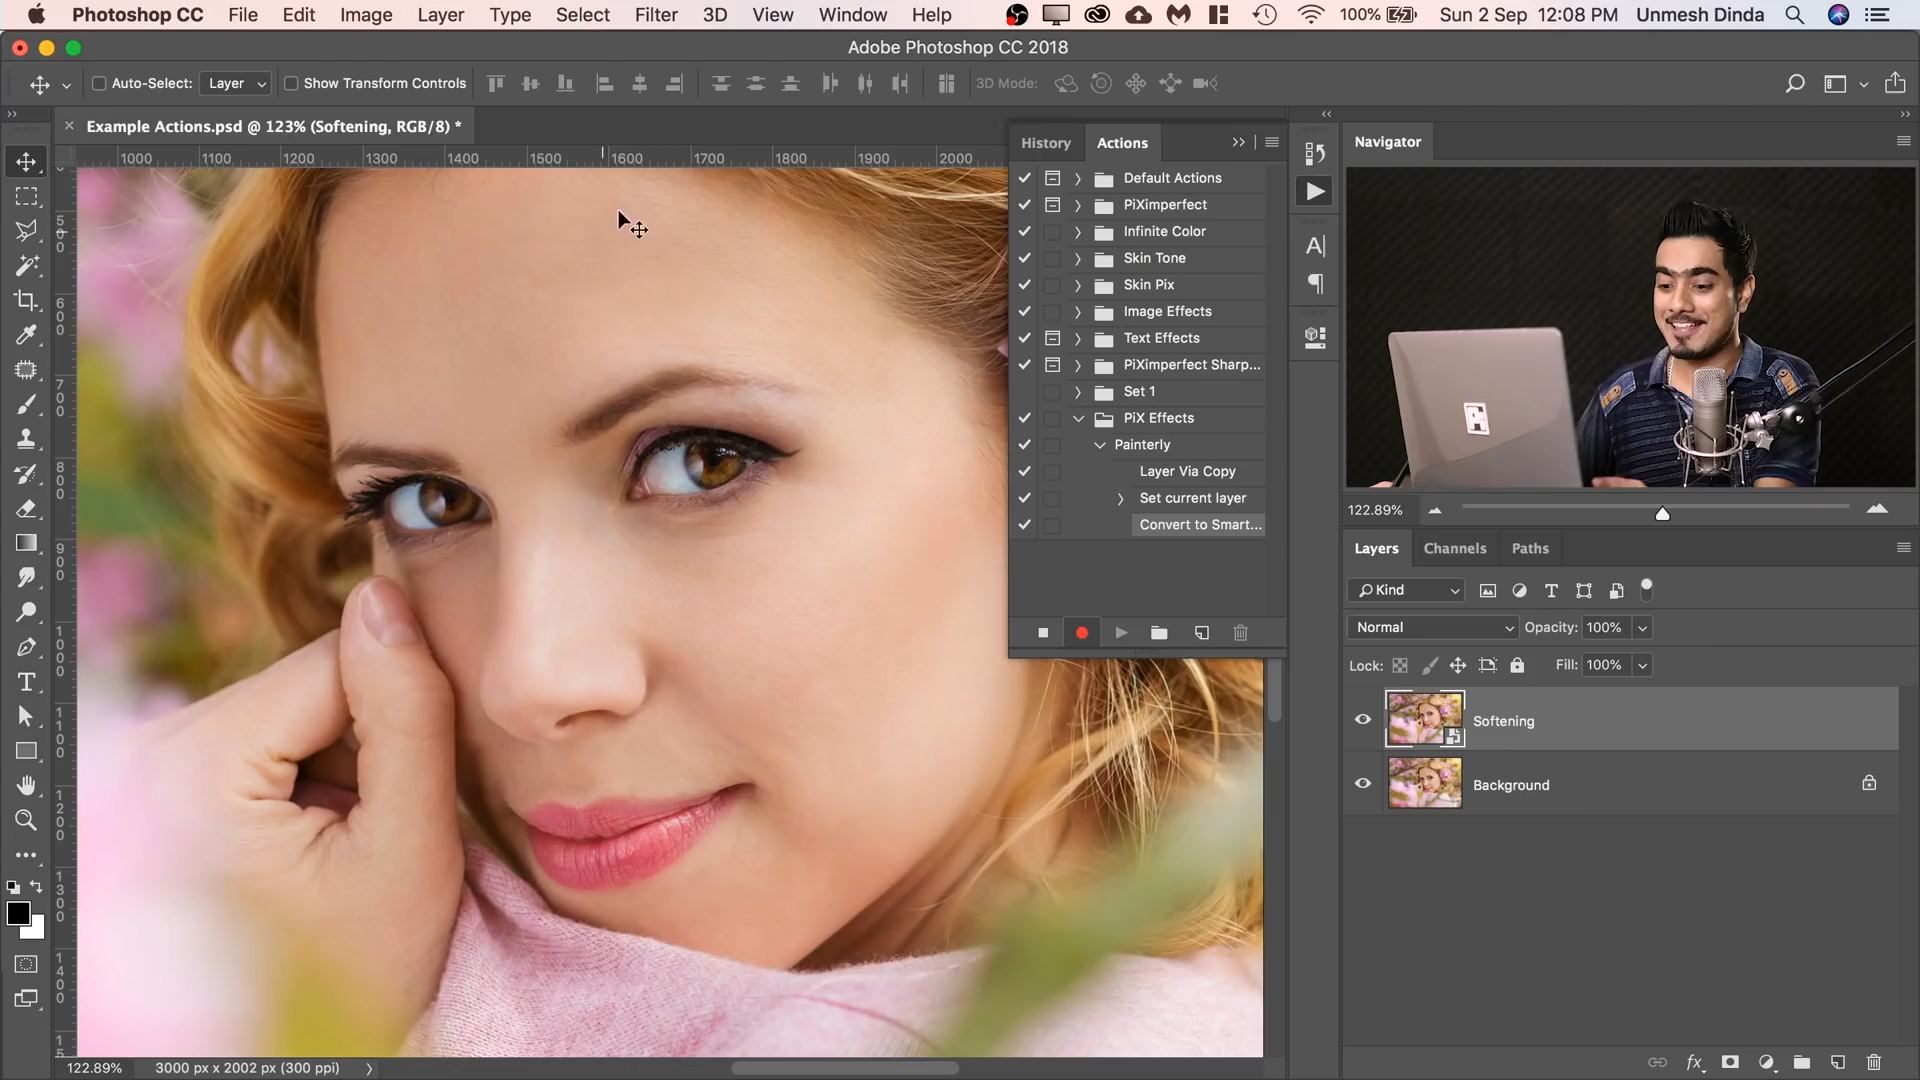 Photoshop CC File Edit Image Layer Type Select Filter 3D View Window Help 100% Sun 2 Sep 12:08 PM Unmesh Dinda
Adobe Photoshop CC 2018
Auto-Select: Layer Show Transform Controls 3D Mode:
Example Actions.psd @ 123% (Softening, RGB/8) *
1000 1100 1200 1300 1400 1500 1600 1700 1800 1900 2000
500
600
700
800
900
1000
1100
1200
1300
1400
15
History Actions
Default Actions
PiXimperfect
Infinite Color
Skin Tone
Skin Pix
Image Effects
Text Effects
PiXimperfect Sharp...
Set 1
PiX Effects
Painterly
Layer Via Copy
Set current layer
Convert to Smart...
Navigator
122.89%
Layers Channels Paths
Kind
Normal Opacity: 100%
Lock: Fill: 100%
Softening
Background
122.89% 3000 px x 2002 px (300 ppi)